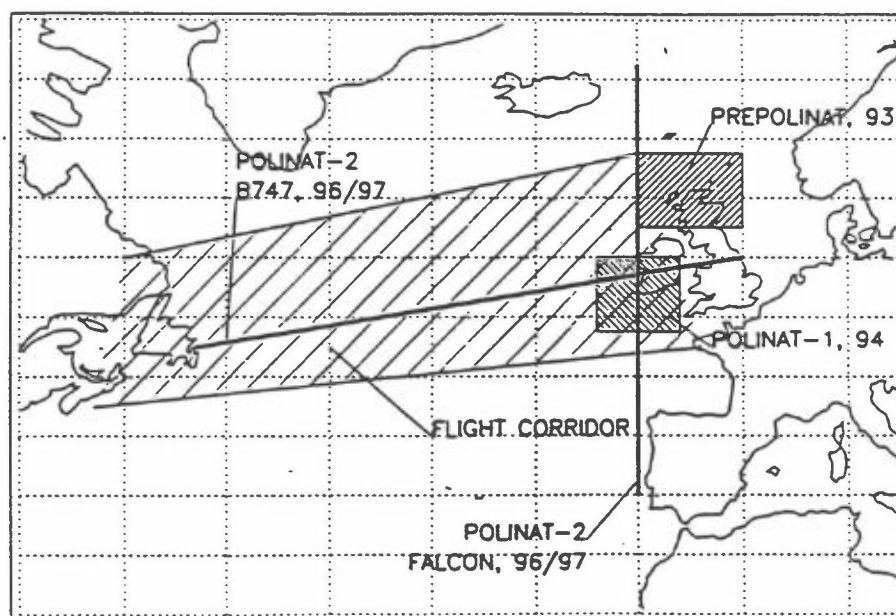 PREPOLINAT, 93
POLINAT-2
B747, 96/97
POLINAT-1, 94
FLIGHT CORRIDOR
POLINAT-2
FALCON, 96/97